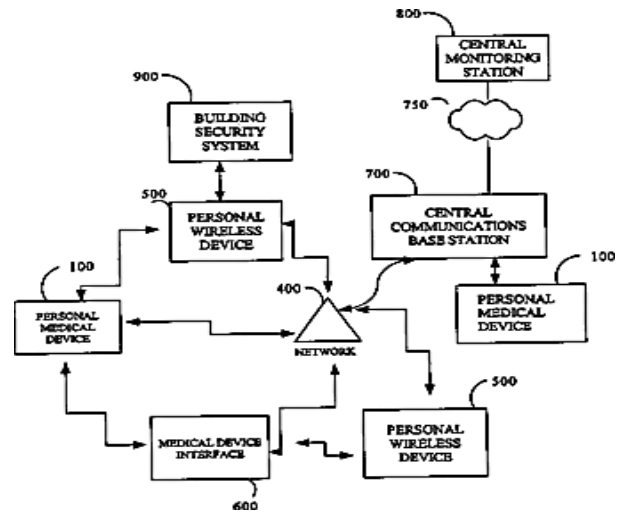 800
CENTRAL
MONITORING
STATION
750
900
BUILDING
SECURITY
SYSTEM
700
CENTRAL
COMMUNICATIONS
BASE STATION
500
PERSONAL
WIRELESS
DEVICE
100
PERSONAL
MEDICAL
DEVICE
400
NETWORK
100
PERSONAL
MEDICAL
DEVICE
500
PERSONAL
WIRELESS
DEVICE
MEDICAL DEVICE
INTERFACE
600